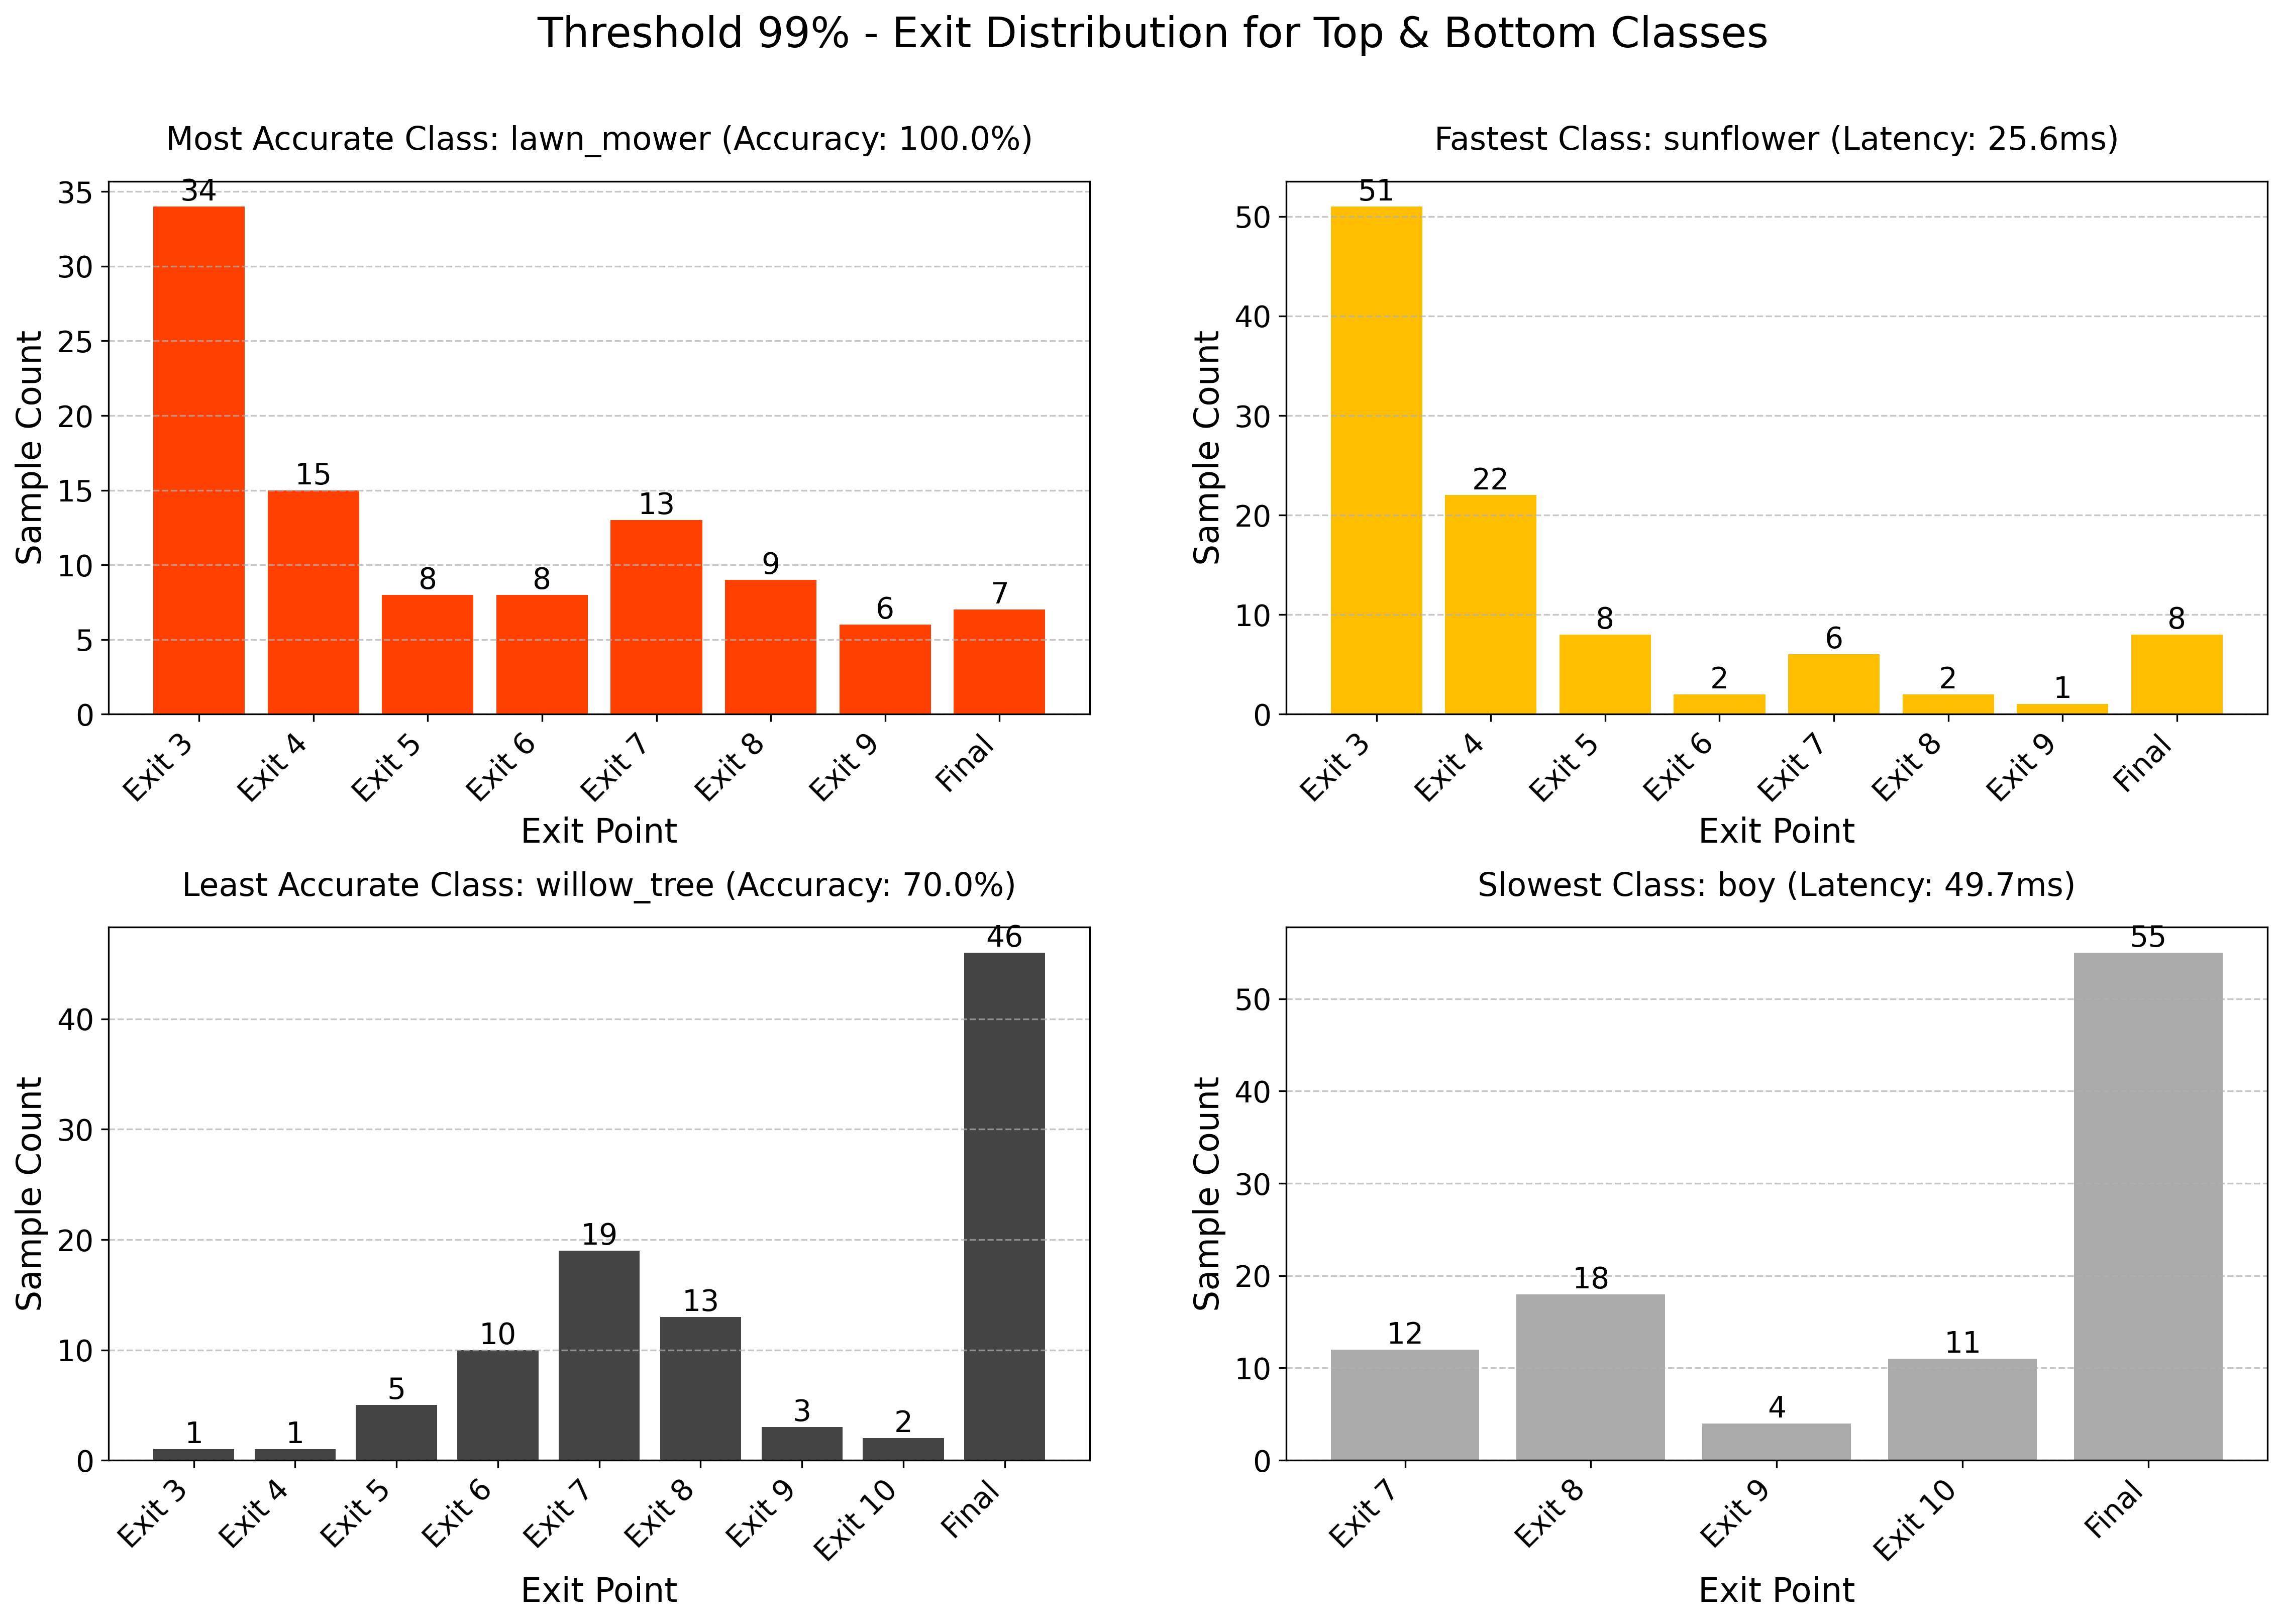 Threshold 99% - Exit Distribution for Top & Bottom Classes
Most Accurate Class: lawn_mower (Accuracy: 100.0%)
Sample Count
35
30
25
20
15
10
5
0
34
15
8
8
13
9
6
7
Exit 3
Exit 4
Exit 5
Exit 6
Exit 7
Exit 8
Exit 9
Final
Exit Point
Fastest Class: sunflower (Latency: 25.6ms)
Sample Count
50
40
30
20
10
0
51
22
8
2
6
2
1
8
Exit 3
Exit 4
Exit 5
Exit 6
Exit 7
Exit 8
Exit 9
Final
Exit Point
Least Accurate Class: willow_tree (Accuracy: 70.0%)
Sample Count
40
30
20
10
0
1
1
5
10
19
13
3
2
46
Exit 3
Exit 4
Exit 5
Exit 6
Exit 7
Exit 8
Exit 9
Exit 10
Final
Exit Point
Slowest Class: boy (Latency: 49.7ms)
Sample Count
50
40
30
20
10
0
12
18
4
11
55
Exit 7
Exit 8
Exit 9
Exit 10
Final
Exit Point